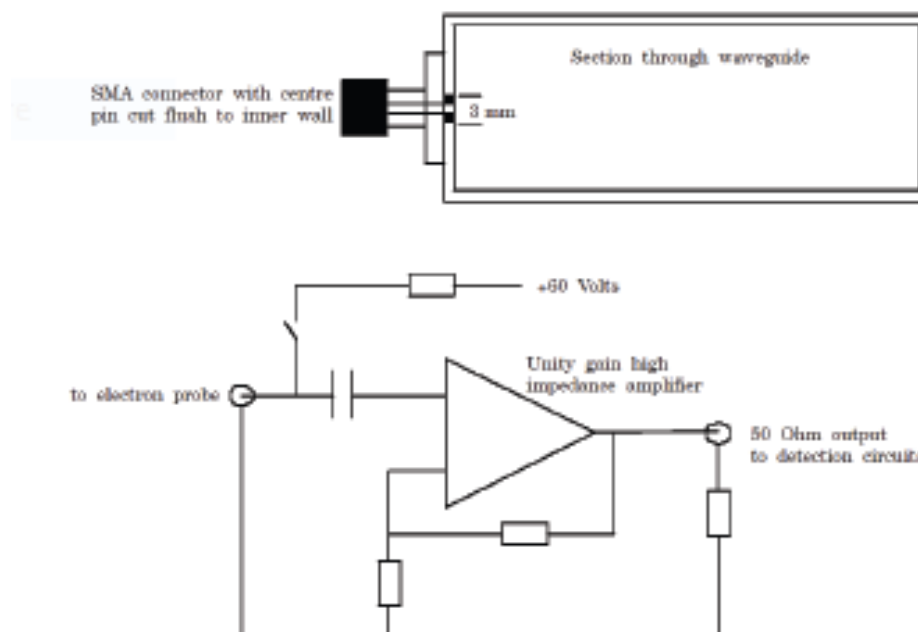 Section through waveguide
SMA connector with centre
pin cut flush to inner wall
3 mm
+60 Volts
Unity gain high
impedance amplifier
to electron probe
50 Ohm output
to detection circuits